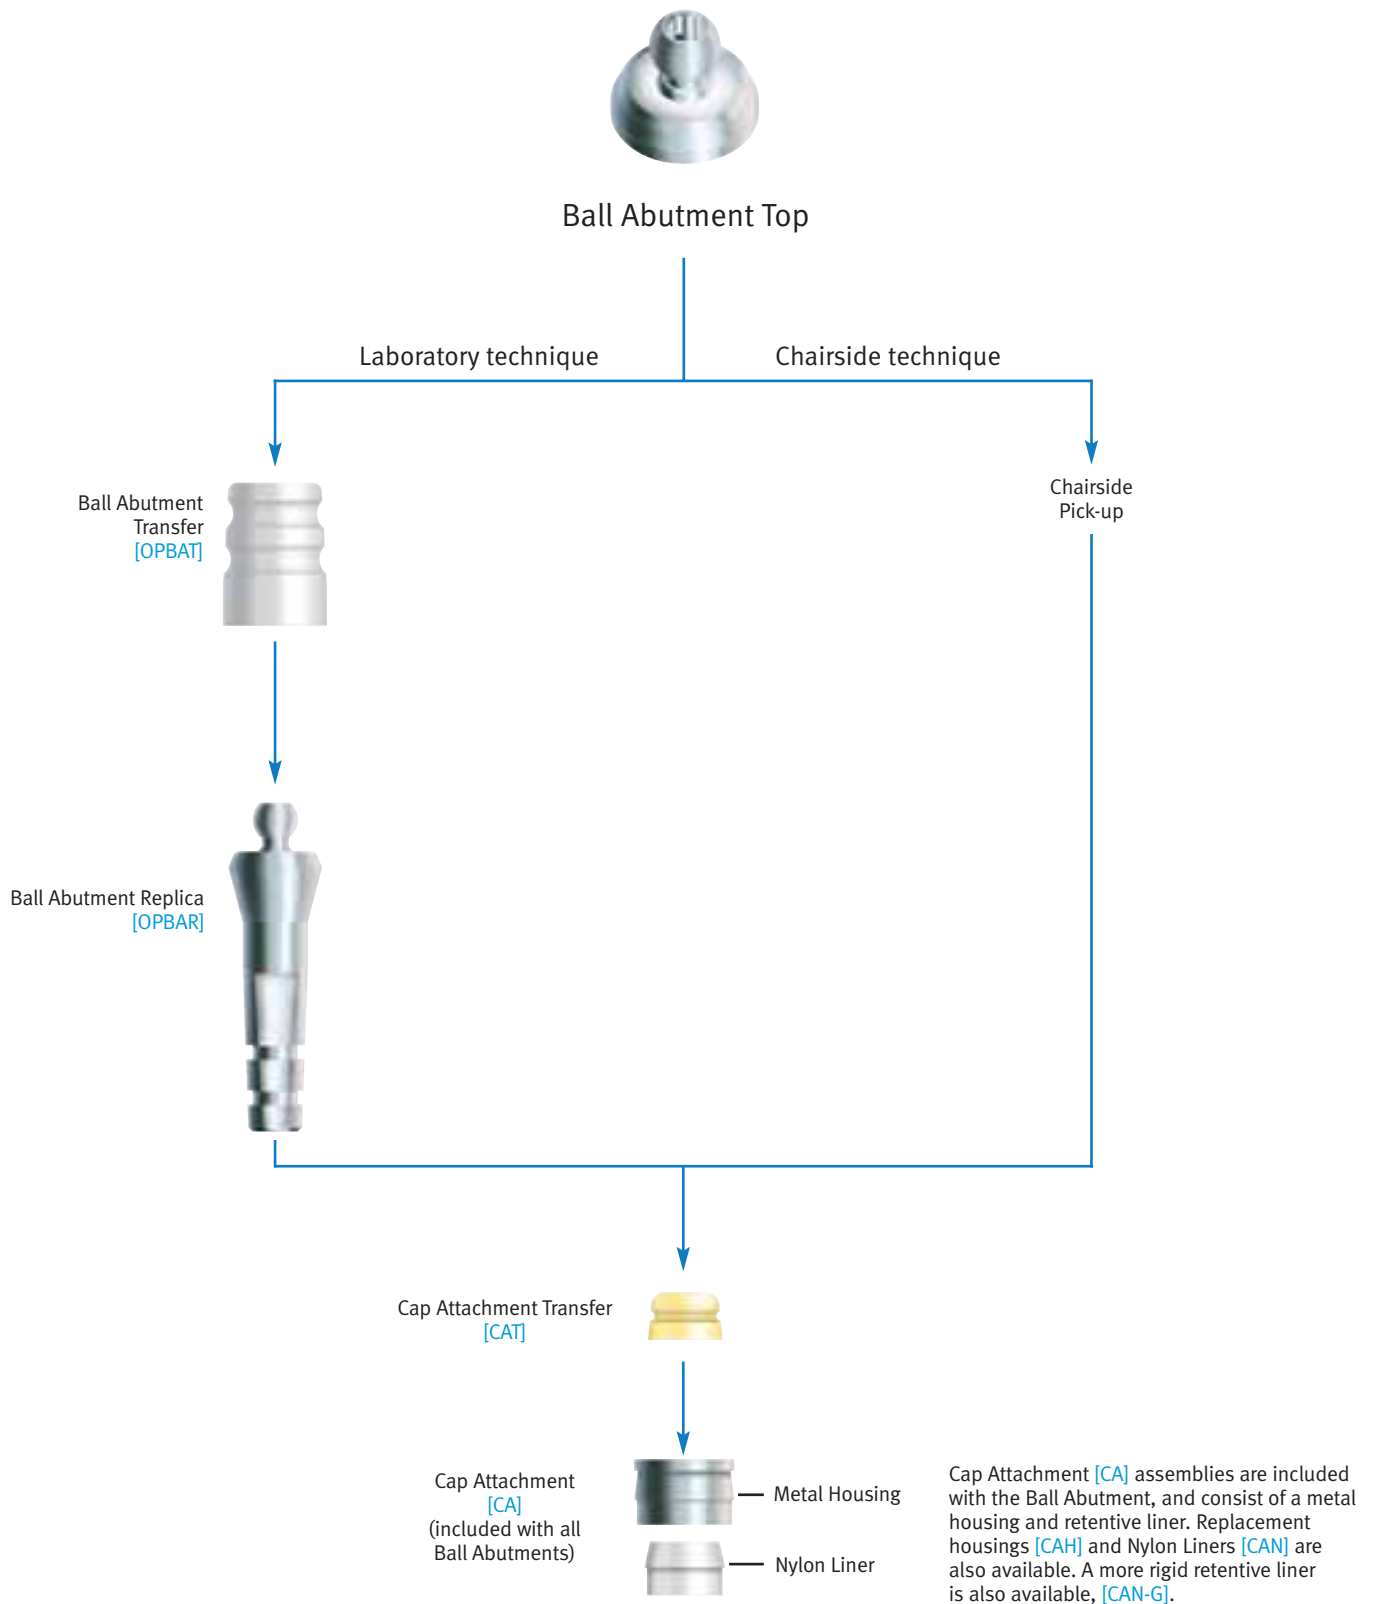 Ball Abutment Top
Laboratory technique
Chairside technique
Ball Abutment
Transfer
[OPBAT]
Chairside
Pick-up
Ball Abutment Replica
[OPBAR]
Cap Attachment Transfer
[CAT]
Cap Attachment
[CA]
(included with all
Ball Abutments)
Metal Housing
Nylon Liner
Cap Attachment [CA] assemblies are included
with the Ball Abutment, and consist of a metal
housing and retentive liner. Replacement
housings [CAH] and Nylon Liners [CAN] are
also available. A more rigid retentive liner
is also available, [CAN-G].